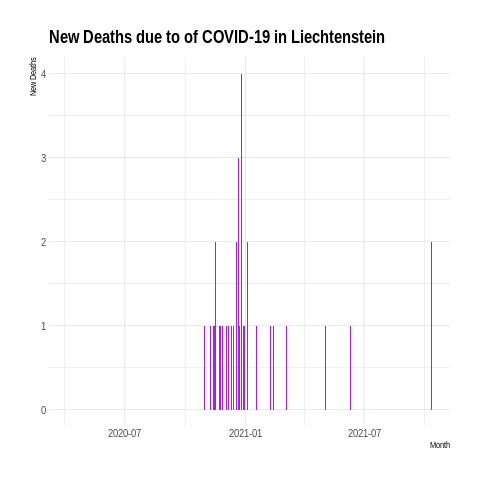 New Deaths due to of COVID-19 in Liechtenstein
New Deaths
4
3
2
1
0
2020-07 2021-01 2021-07
Month